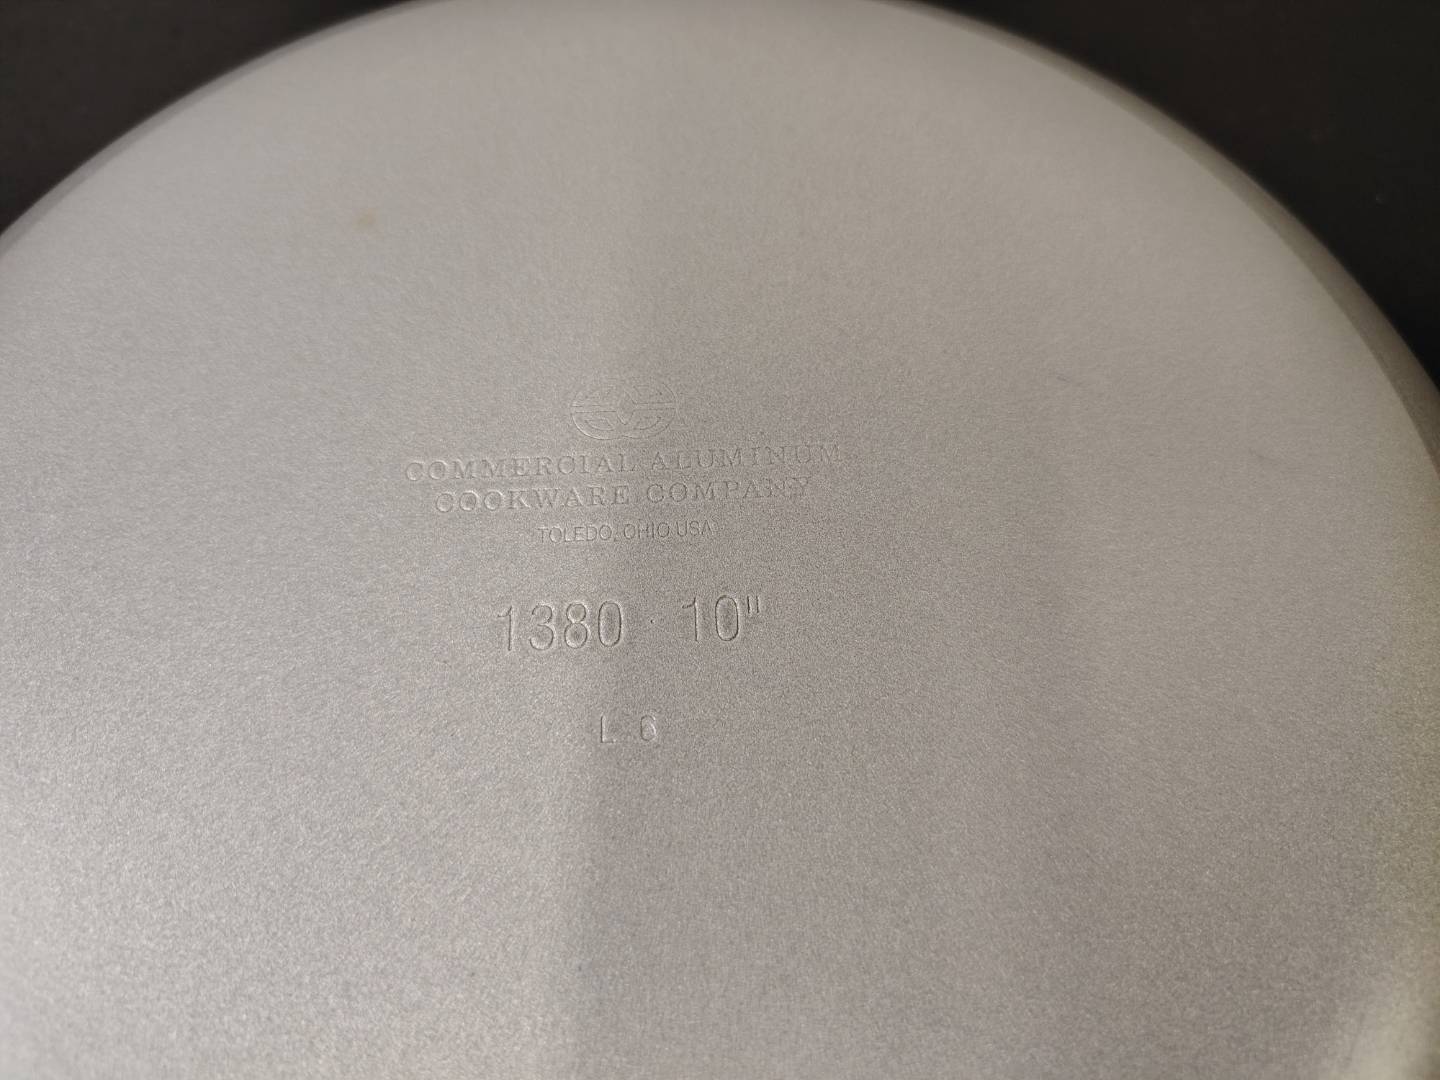 COMMERCIAL ALUMINUM
COOKWARE COMPANY
TOLEDO, OHIO USA
1380 10"
L 6